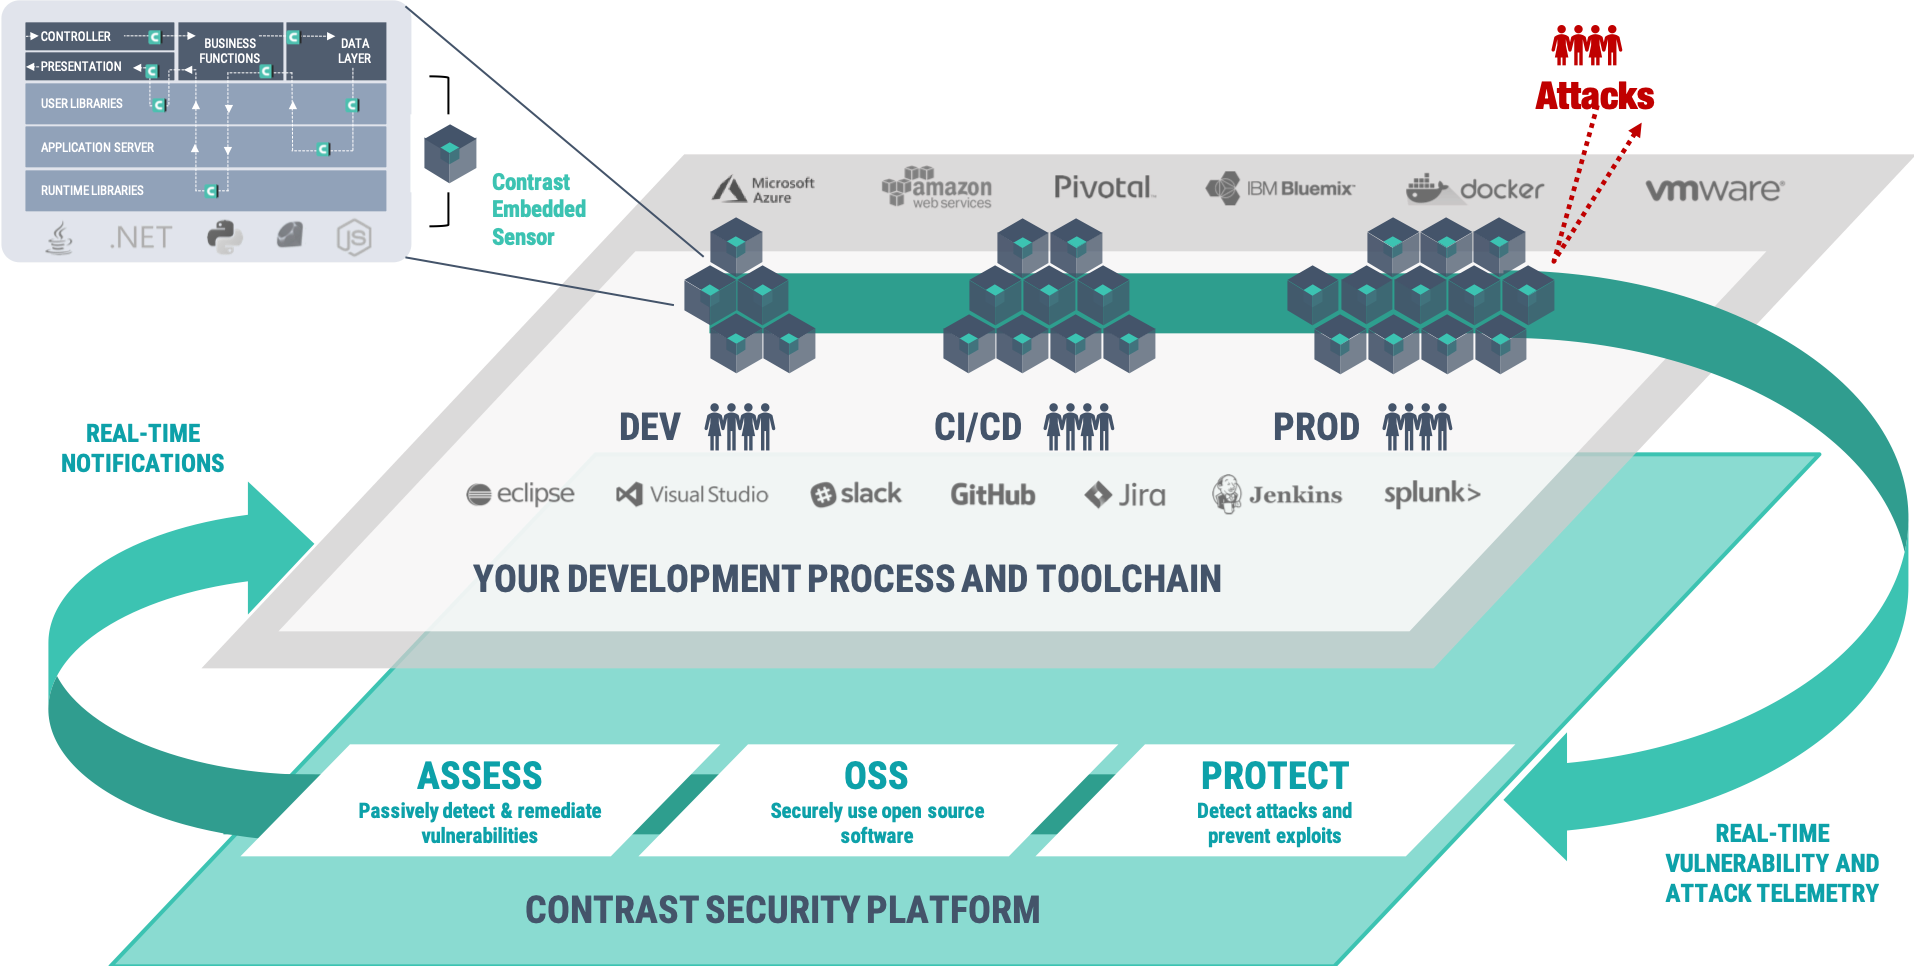 CONTROLLER
BUSINESS
FUNCTIONS
DATA
LAYER
PRESENTATION
USER LIBRARIES
APPLICATION SERVER
RUNTIME LIBRARIES
C
C
C
C
C
C
C
C
.NET
JS
Contrast
Embedded
Sensor
Attacks
Microsoft
Azure
amazon
web services
Pivotal
IBM Bluemix
docker
vmware
DEV
CI/CD
PROD
eclipse
Visual Studio
slack
GitHub
Jira
Jenkins
splunk>
YOUR DEVELOPMENT PROCESS AND TOOLCHAIN
REAL-TIME
NOTIFICATIONS
ASSESS
Passively detect & remediate
vulnerabilities
OSS
Securely use open source
software
PROTECT
Detect attacks and
prevent exploits
REAL-TIME
VULNERABILITY AND
ATTACK TELEMETRY
CONTRAST SECURITY PLATFORM